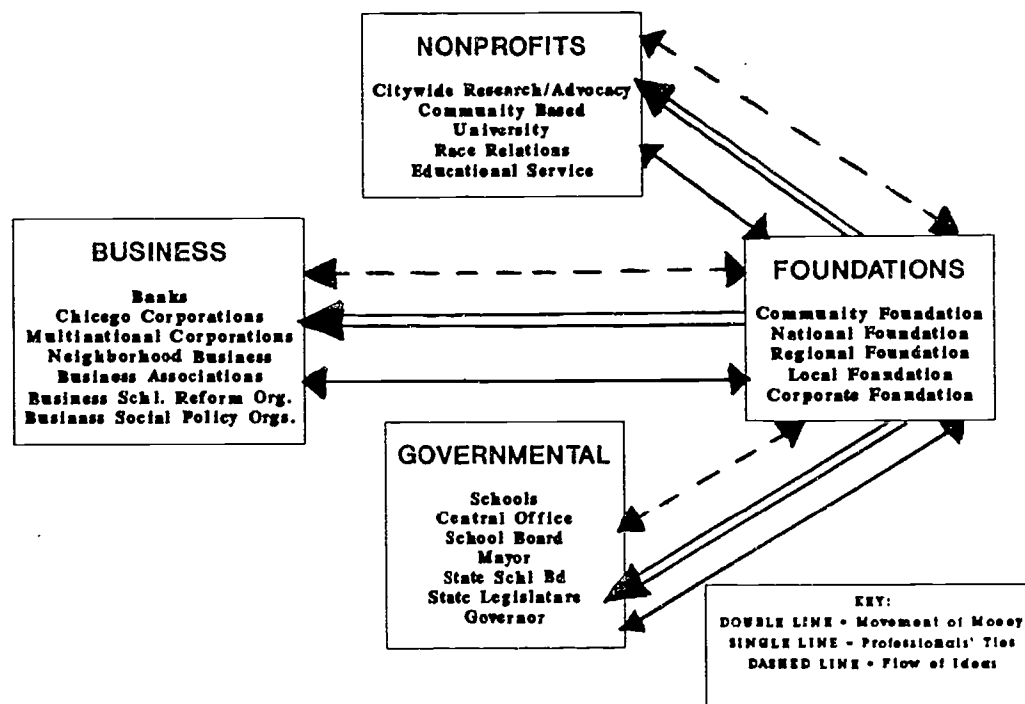 NONPROFITS
Citywide Research/Advocacy
Community Based
University
Race Relations
Educational Service
BUSINESS
Banks
Chicego Corporations
Multinational Corporations
Neighborhood Business
Business Associations
Business Schl. Reform Org.
Business Social Policy Orgs.
FOUNDATIONS
Community Foundation
National Foundation
Regional Foundation
Local Foundation
Corporate Foundation
GOVERNMENTAL
Schools
Central Office
School Board
Mayor
State Schl Bd
State Legislature
Governor
KEY:
DOUBLE LINE - Movement of Money
SINGLE LINE - Professionals' Ties
DASHED LINE - Flow of Ideas